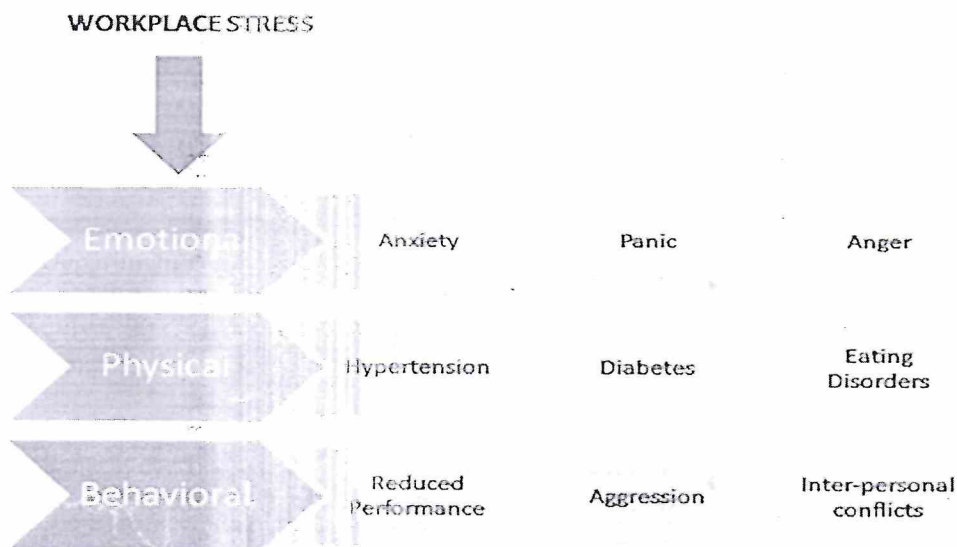 WORKPLACE STRESS
Emotional
Anxiety
Panic
Anger
Physical
Hypertension
Diabetes
Eating
Disorders
Behavioral
Reduced
Performance
Aggression
Inter-personal
conflicts